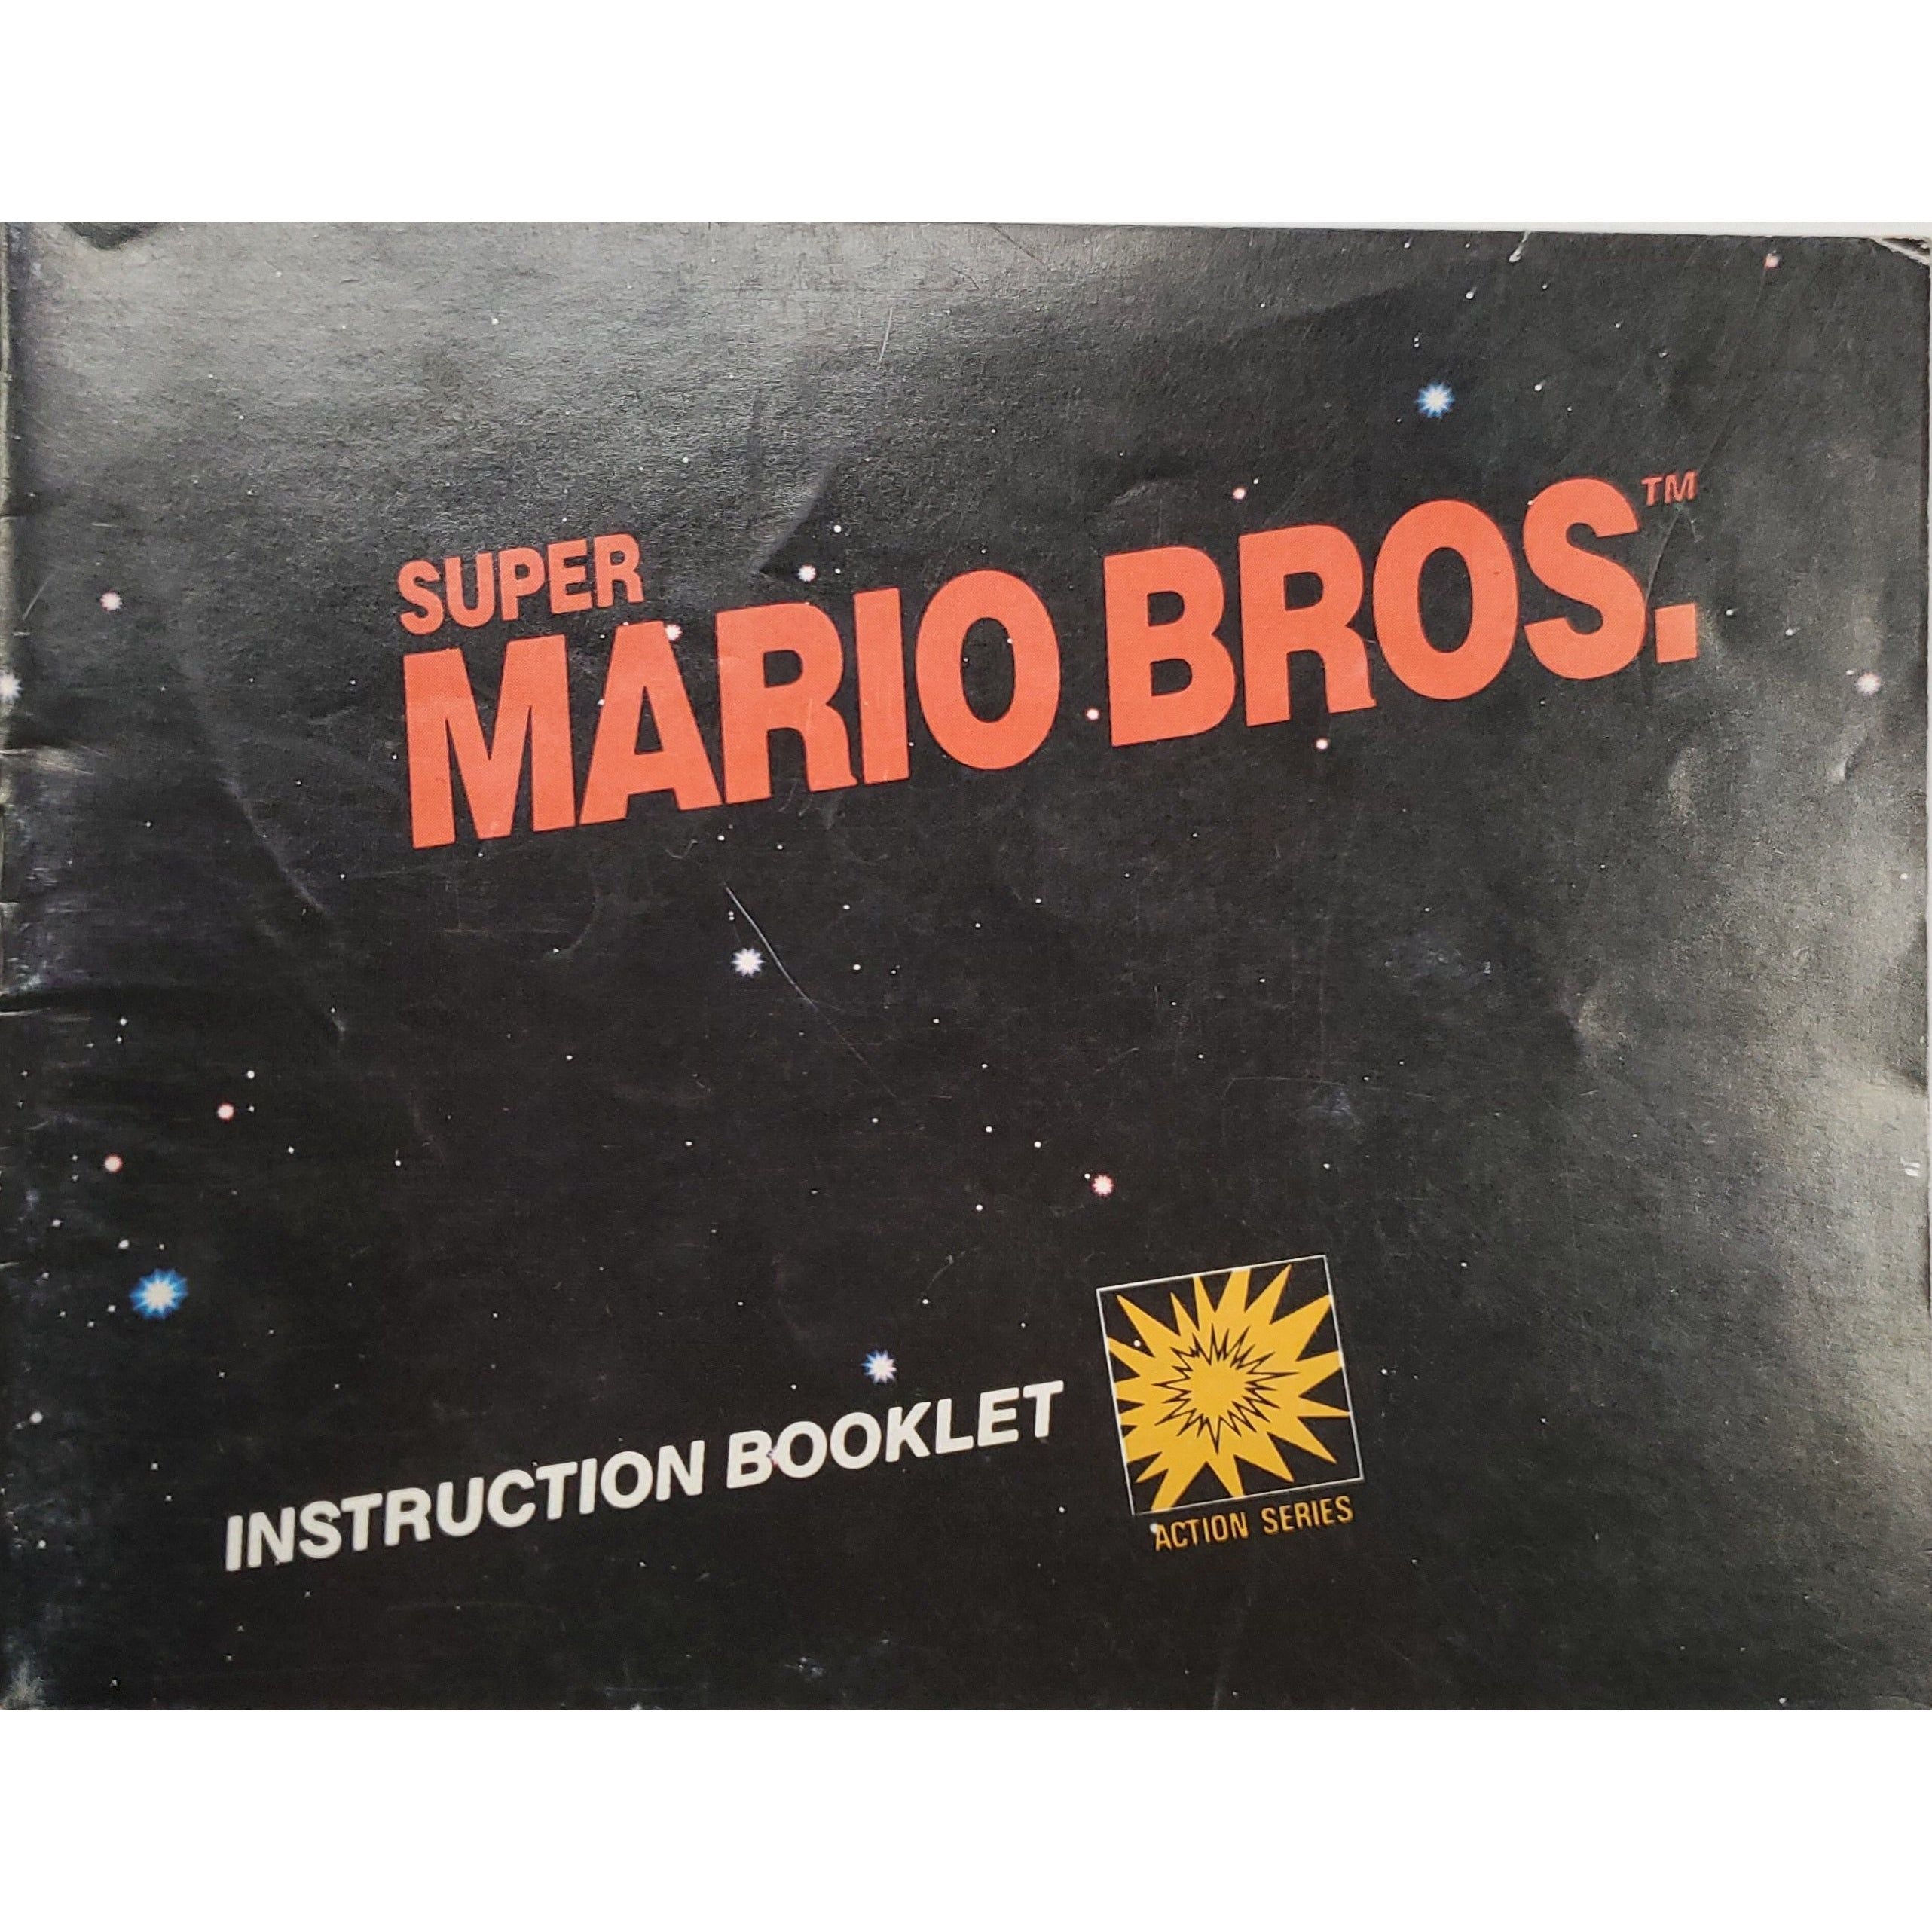 SUPER
MARIO BROS.™
INSTRUCTION BOOKLET
ACTION SERIES